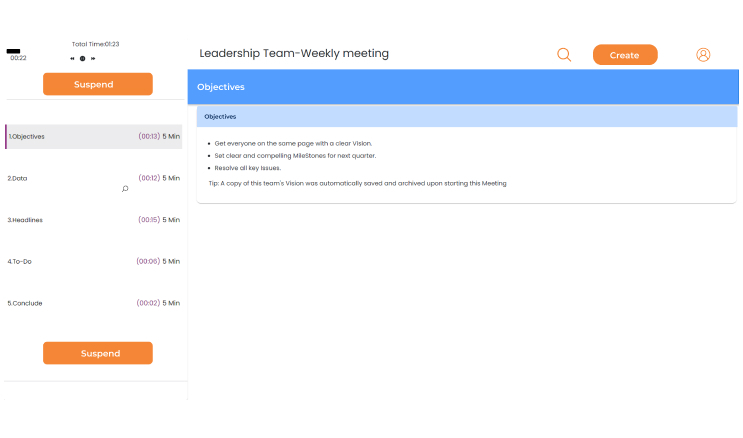 Total Time:01:23
00:22
Suspend
1.Objectives (00:13) 5 Min
2.Data (00:12) 5 Min
3.Headlines (00:15) 5 Min
4.To-Do (00:06) 5 Min
5.Conclude (00:02) 5 Min
Suspend
Leadership Team-Weekly meeting
Create
Objectives
Objectives
Get everyone on the same page with a clear Vision.
Set clear and compelling MileStones for next quarter.
Resolve all key Issues.
Tip: A copy of this team's Vision was automatically saved and archived upon starting this Meeting